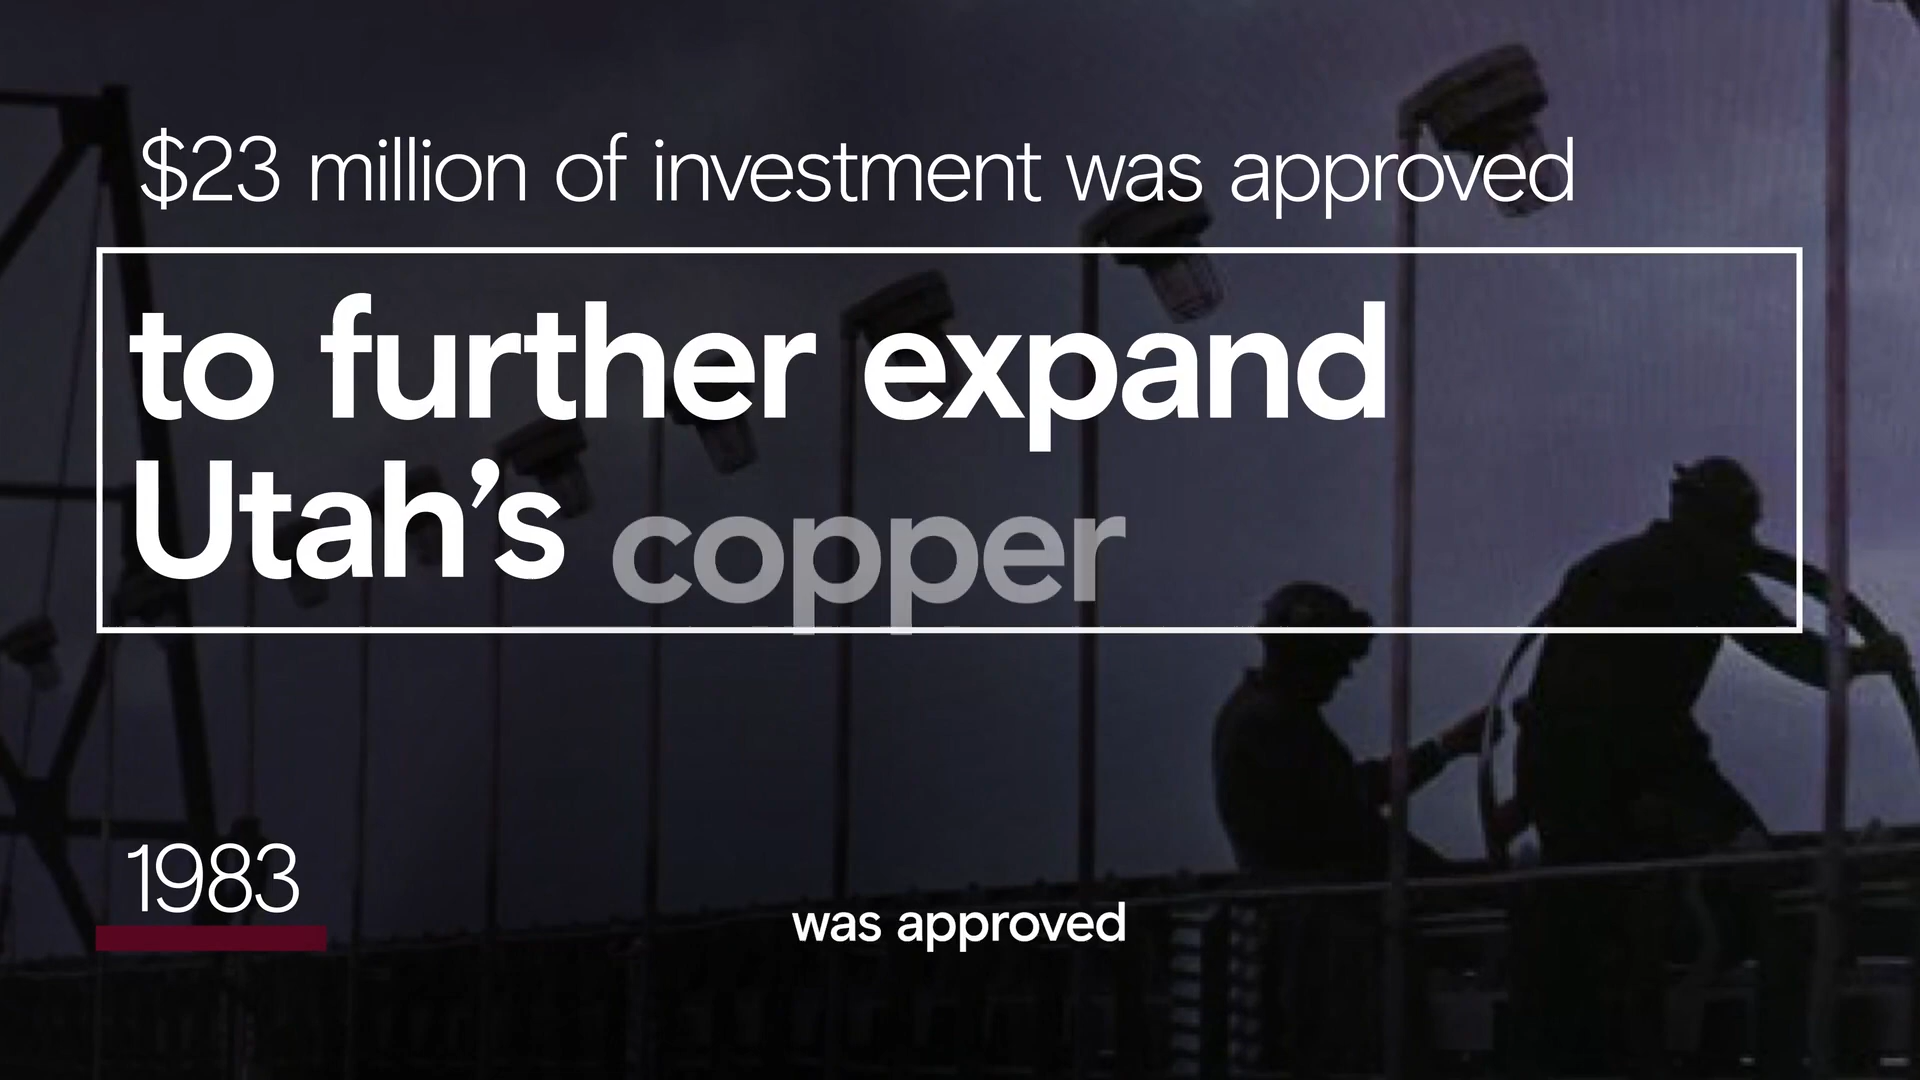 $23 million of investment was approved
to further expand
Utah’s copper
1983
was approved